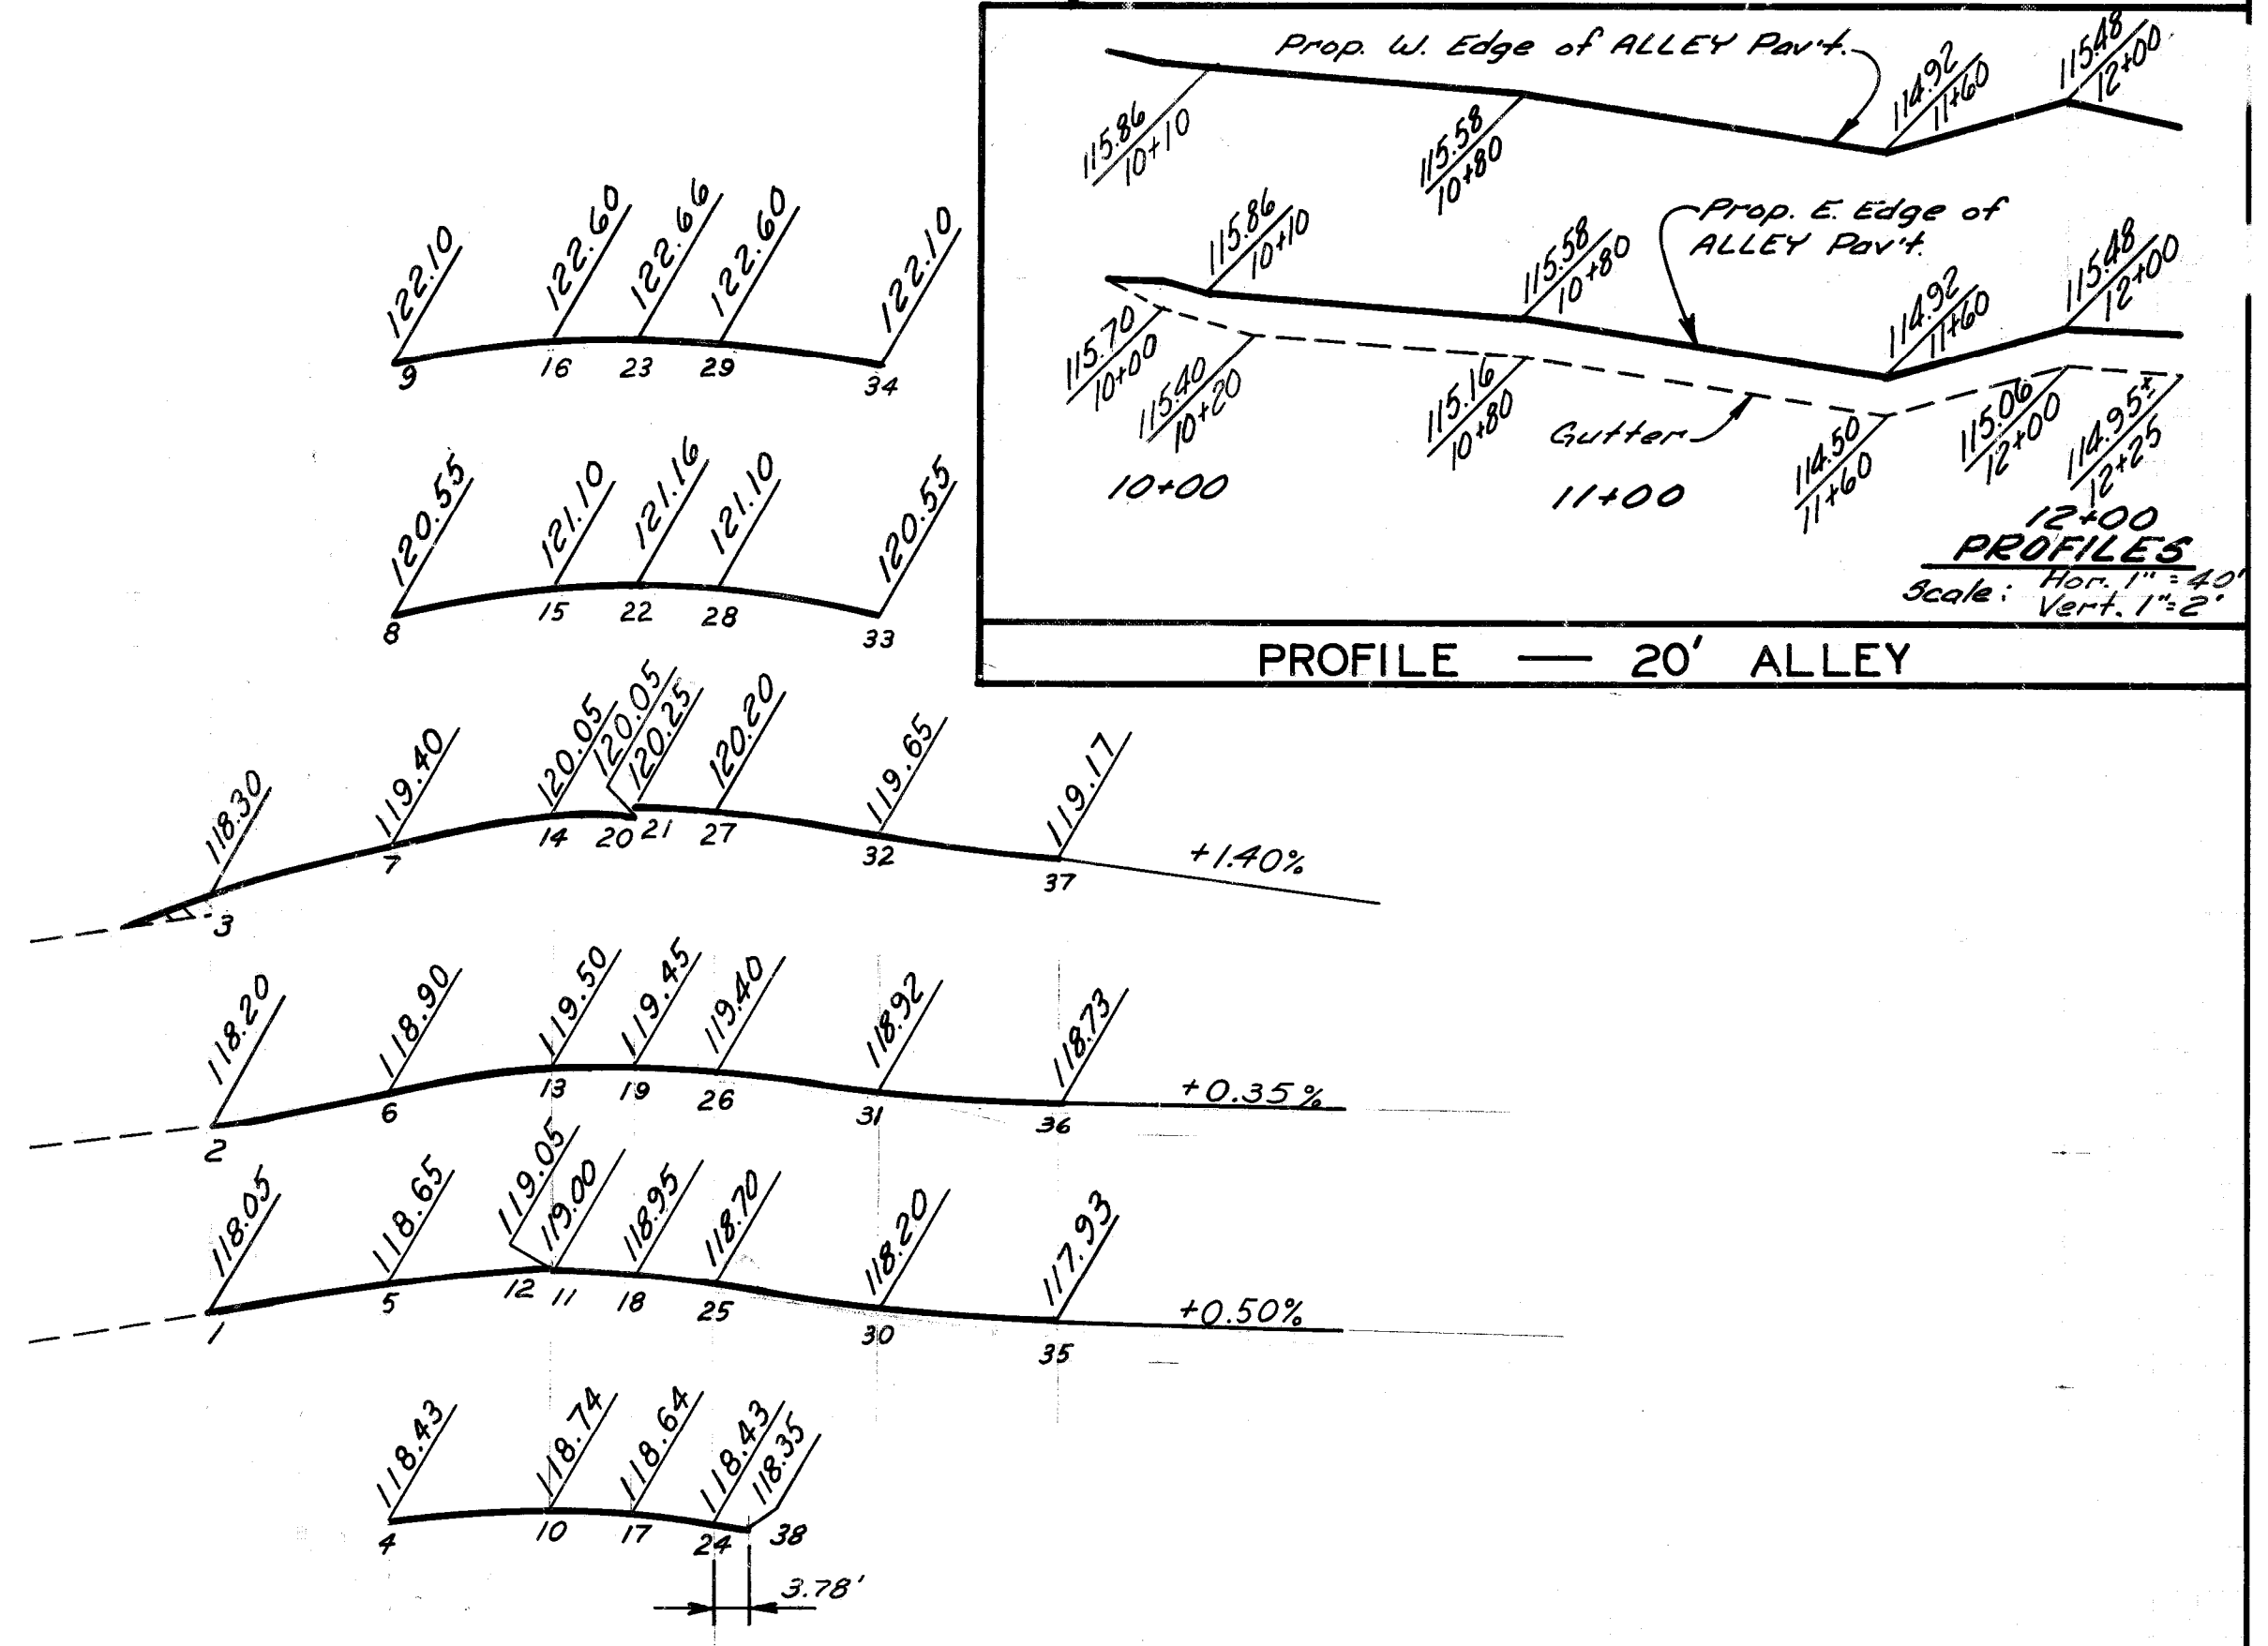 Prop. W. Edge of ALLEY Pav't.
115.86
10+10
115.58
10+80
114.92
11+60
115.48
12+00
Prop. E. Edge of
ALLEY Pav't.
115.86
10+10
115.58
10+80
114.92
11+60
115.48
12+00
115.70
10+00
115.40
10+20
115.16
10+80
Gutter
114.50
11+60
115.06
12+00
114.95±
12+25
10+00
11+00
12+00
PROFILES
Scale: Hor. 1" = 40'
Vert. 1" = 2'
PROFILE — 20' ALLEY
122.10 122.60 122.66 122.60 122.10
9 16 23 29 34
120.55 121.10 121.16 121.10 120.55
8 15 22 28 33
118.30 119.40 120.05 120.05 120.25 120.20 119.65 119.17
+1.40%
3 7 14 20 21 27 32 37
118.20 118.90 119.50 119.45 119.40 118.92 118.73
+0.35%
2 6 13 19 26 31 36
118.05 118.65 119.05 119.00 118.95 118.70 118.20 117.93
+0.50%
1 5 12 11 18 25 30 35
118.43 118.74 118.64 118.43 118.35
4 10 17 24 38
3.78'